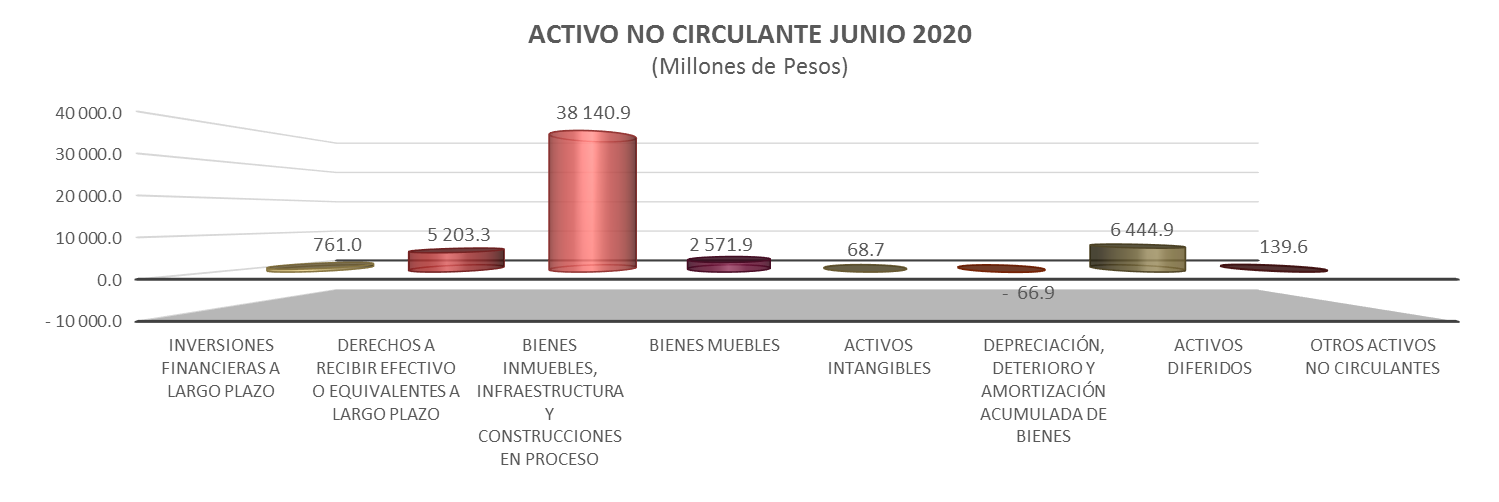 ACTIVO NO CIRCULANTE JUNIO 2020
(Millones de Pesos)
40 000.0
30 000.0
20 000.0
10 000.0
0.0
- 10 000.0
761.0
5 203.3
38 140.9
2 571.9
68.7
- 66.9
6 444.9
139.6
INVERSIONES
FINANCIERAS A
LARGO PLAZO
DERECHOS A
RECIBIR EFECTIVO
O EQUIVALENTES A
LARGO PLAZO
BIENES
INMUEBLES,
INFRAESTRUCTURA
Y
CONSTRUCCIONES
EN PROCESO
BIENES MUEBLES
ACTIVOS
INTANGIBLES
DEPRECIACIÓN,
DETERIORO Y
AMORTIZACIÓN
ACUMULADA DE
BIENES
ACTIVOS
DIFERIDOS
OTROS ACTIVOS
NO CIRCULANTES